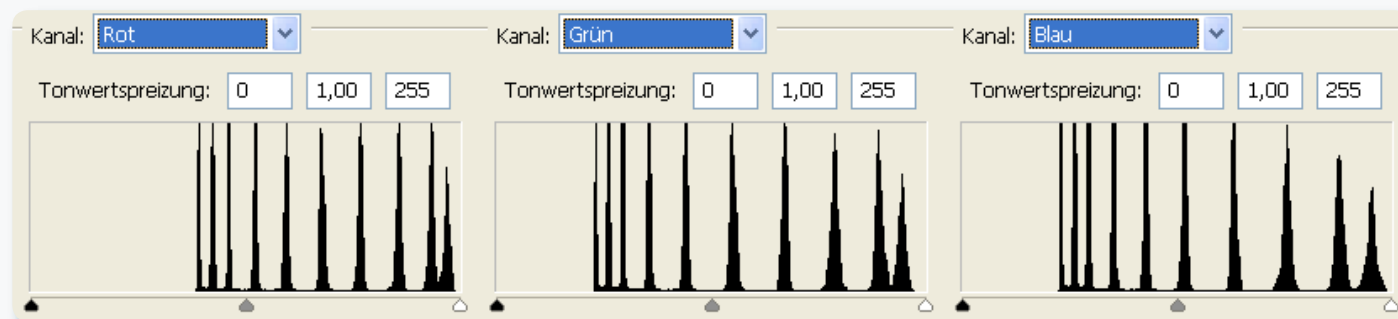 Kanal: Rot
Tonwertspreizung: 0 1,00 255
Kanal: Grün
Tonwertspreizung: 0 1,00 255
Kanal: Blau
Tonwertspreizung: 0 1,00 255